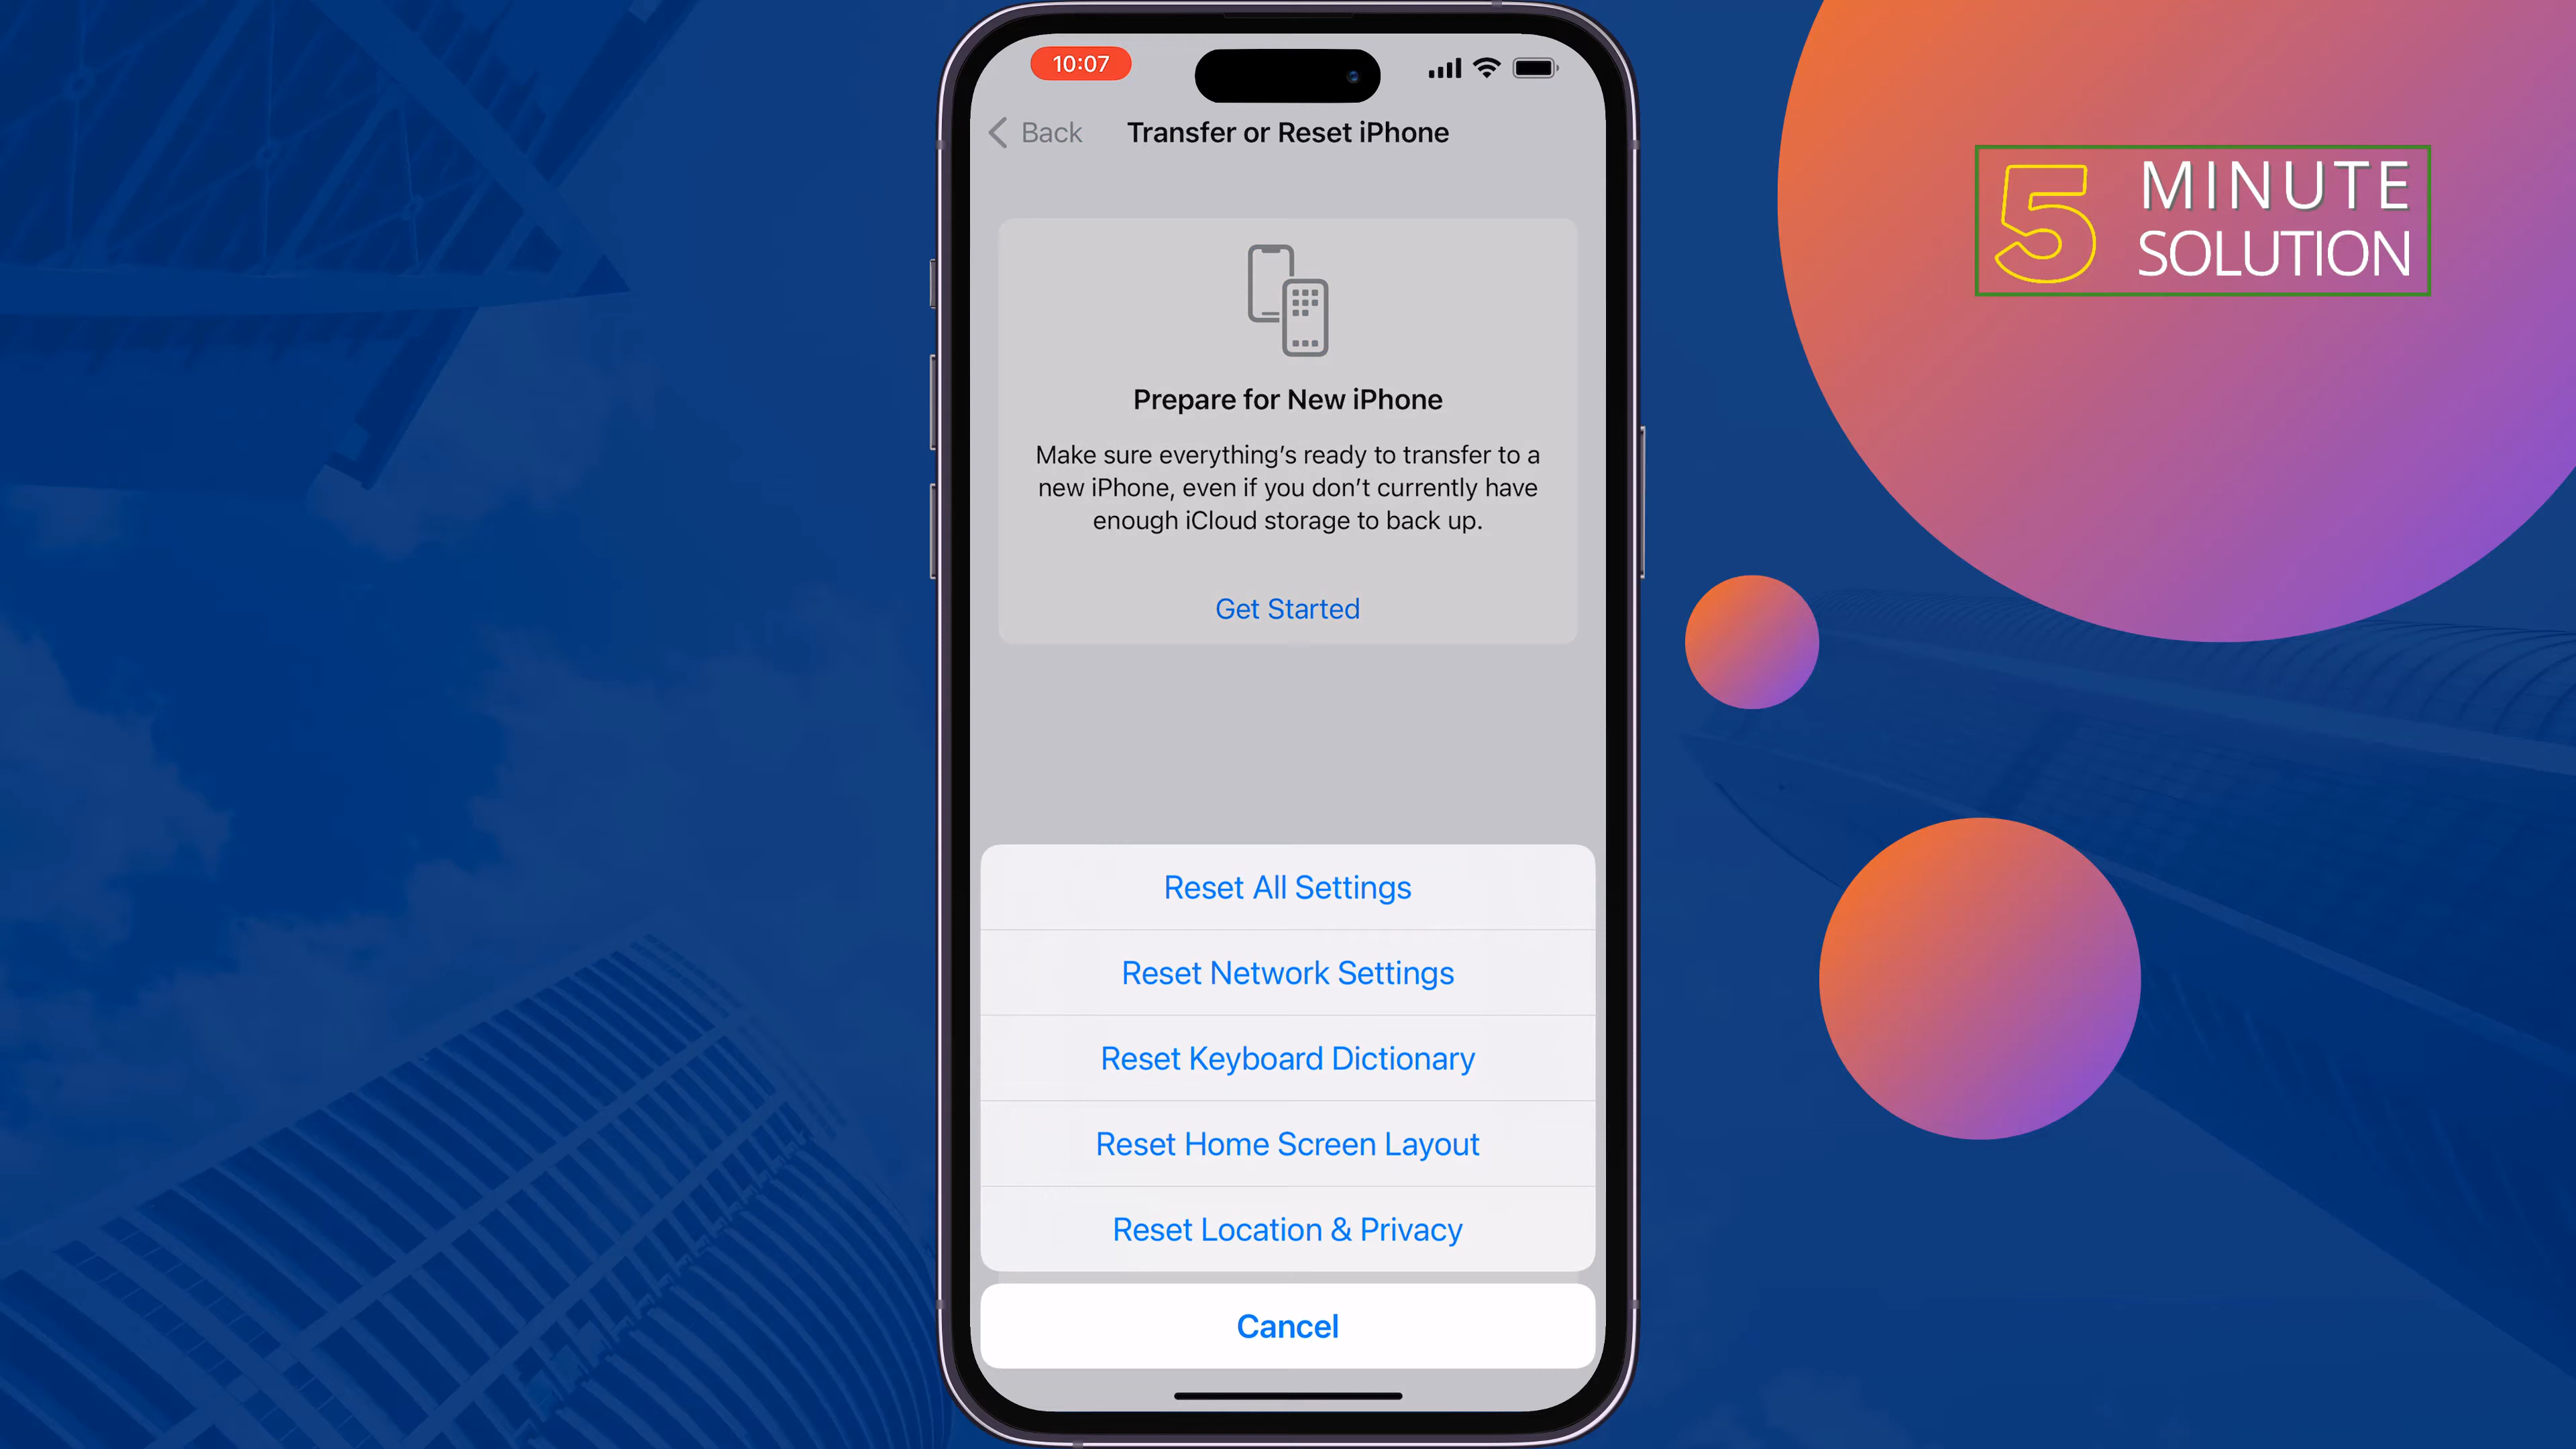 10:07
Back
Transfer or Reset iPhone
5 MINUTE
SOLUTION
Prepare for New iPhone
Make sure everything’s ready to transfer to a
new iPhone, even if you don’t currently have
enough iCloud storage to back up.
Get Started
Reset All Settings
Reset Network Settings
Reset Keyboard Dictionary
Reset Home Screen Layout
Reset Location & Privacy
Cancel